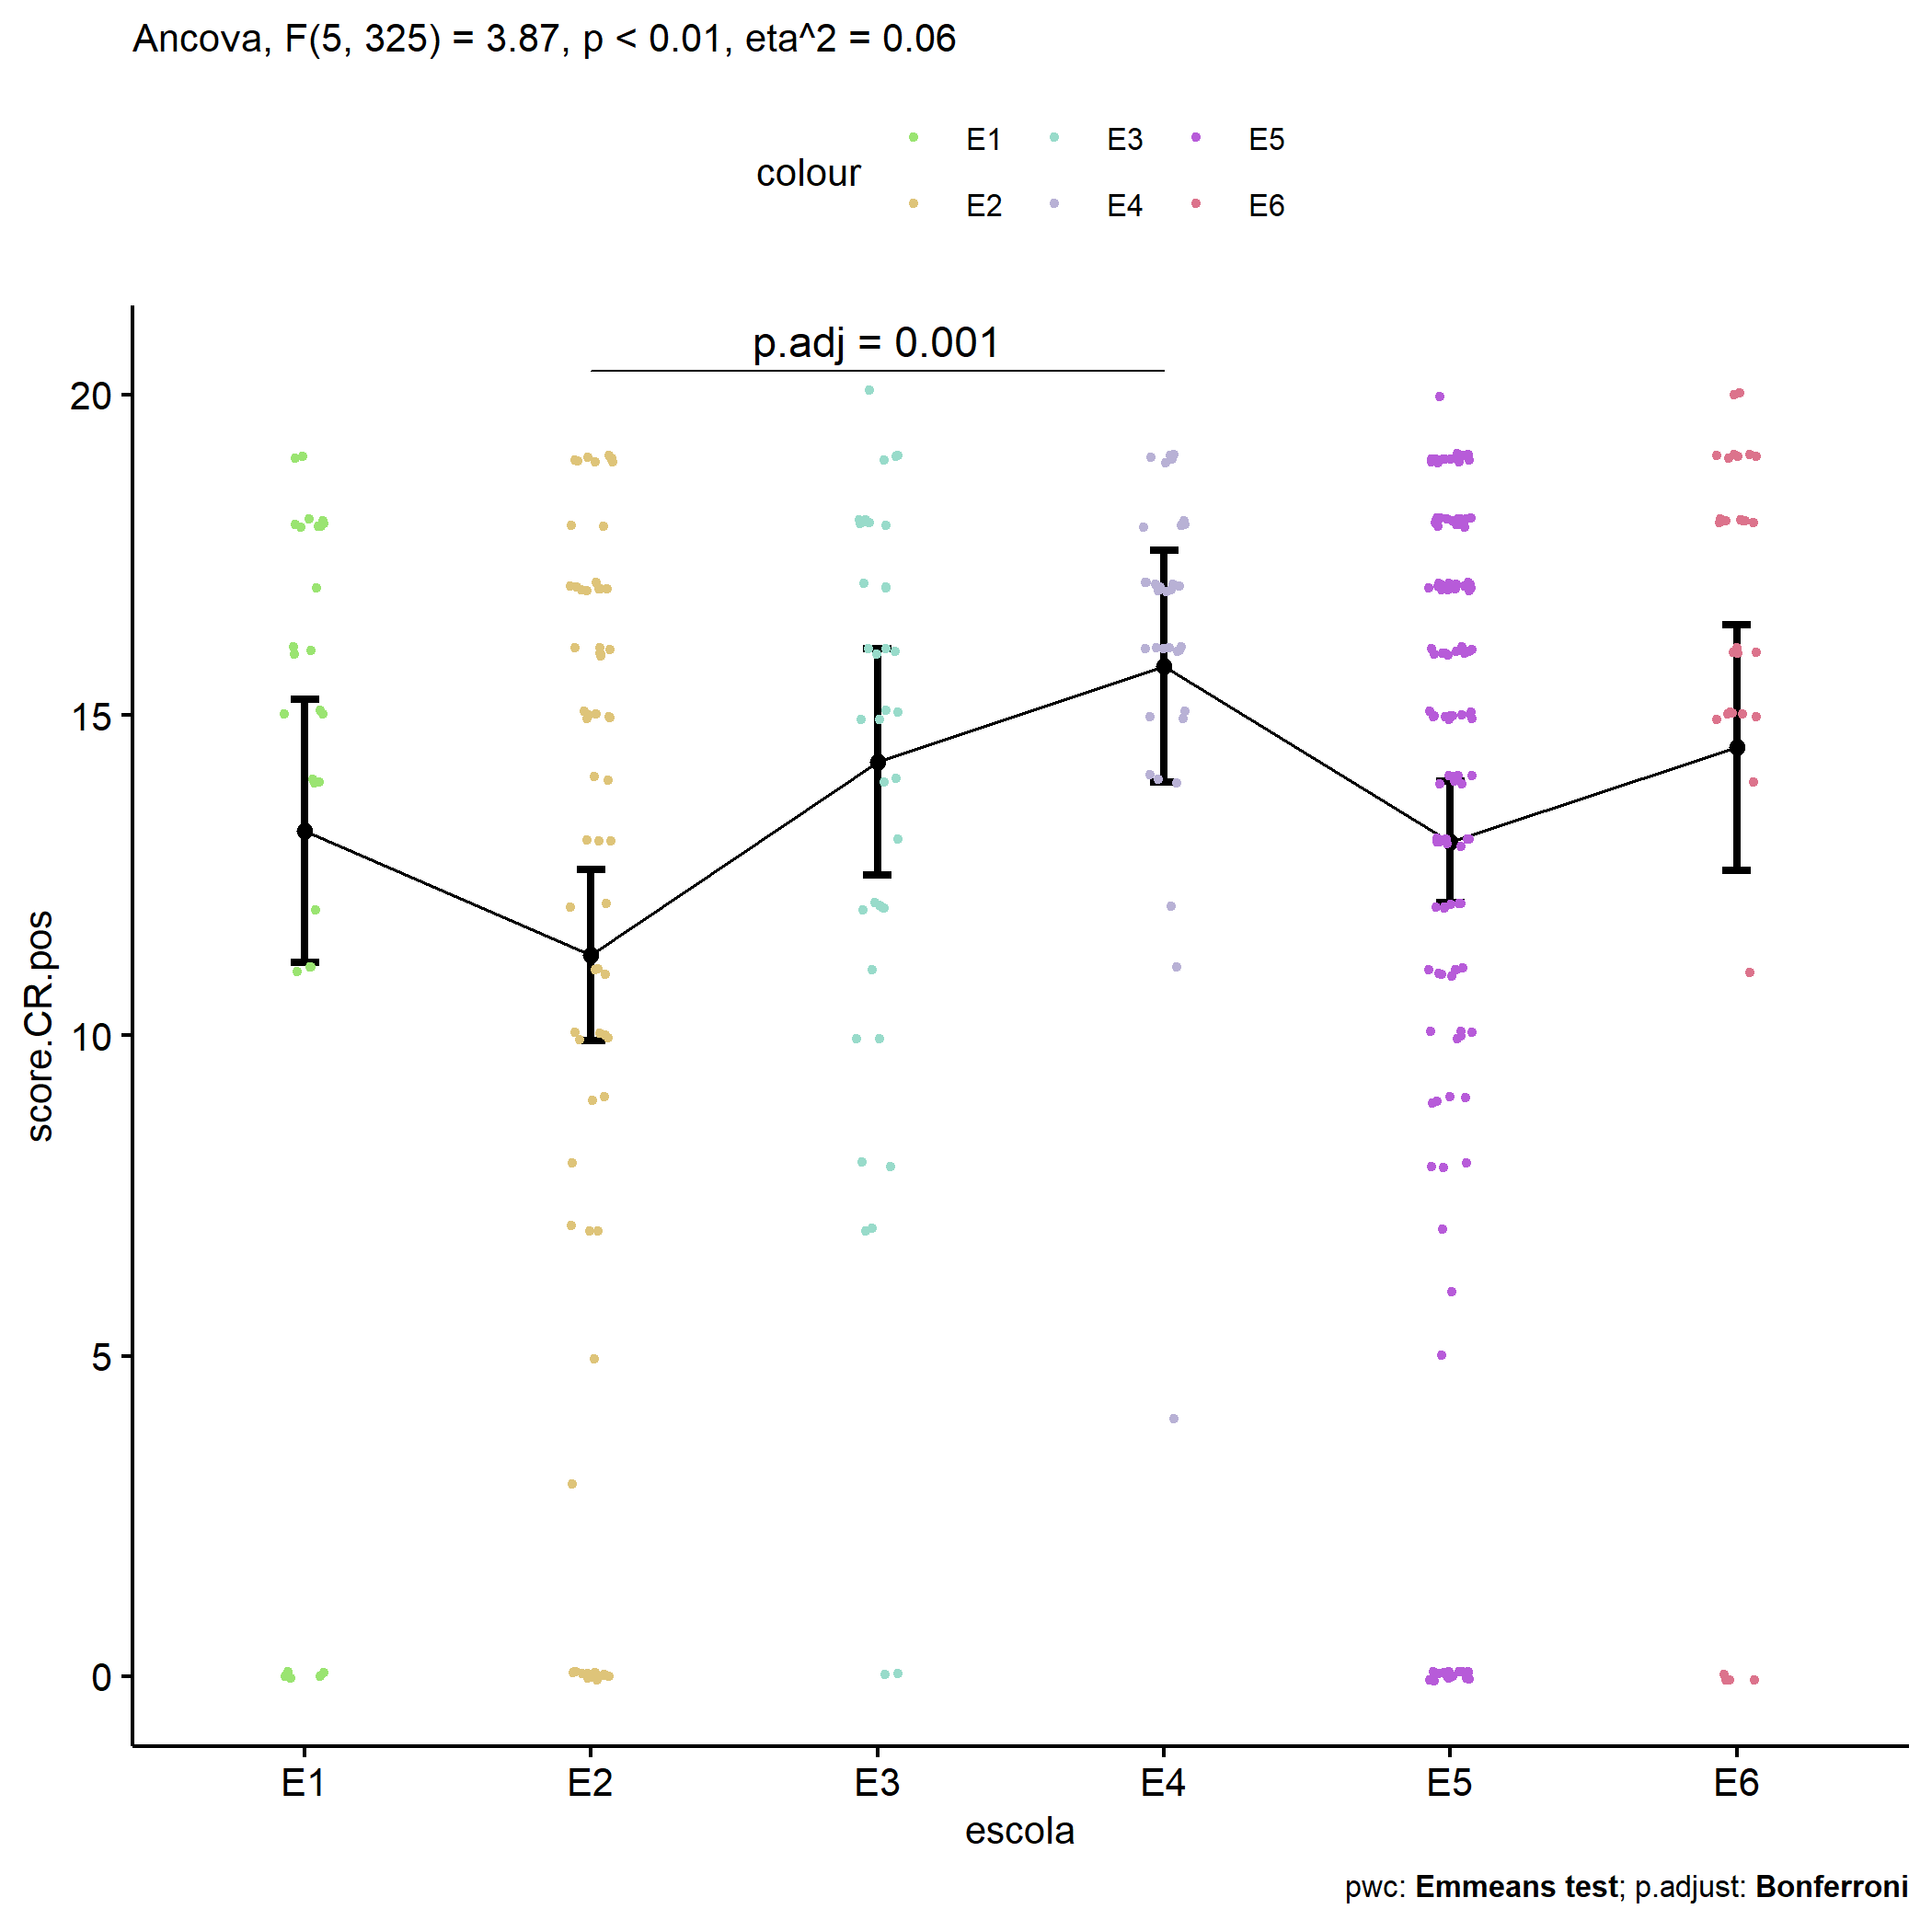 Ancova, F(5, 325) = 3.87, p < 0.01, eta^2 = 0.06
colour
E1 E3 E5
E2 E4 E6
p.adj = 0.001
20
15
10
5
0
score.CR.pos
E1 E2 E3 E4 E5 E6
escola
pwc: Emmeans test; p.adjust: Bonferroni